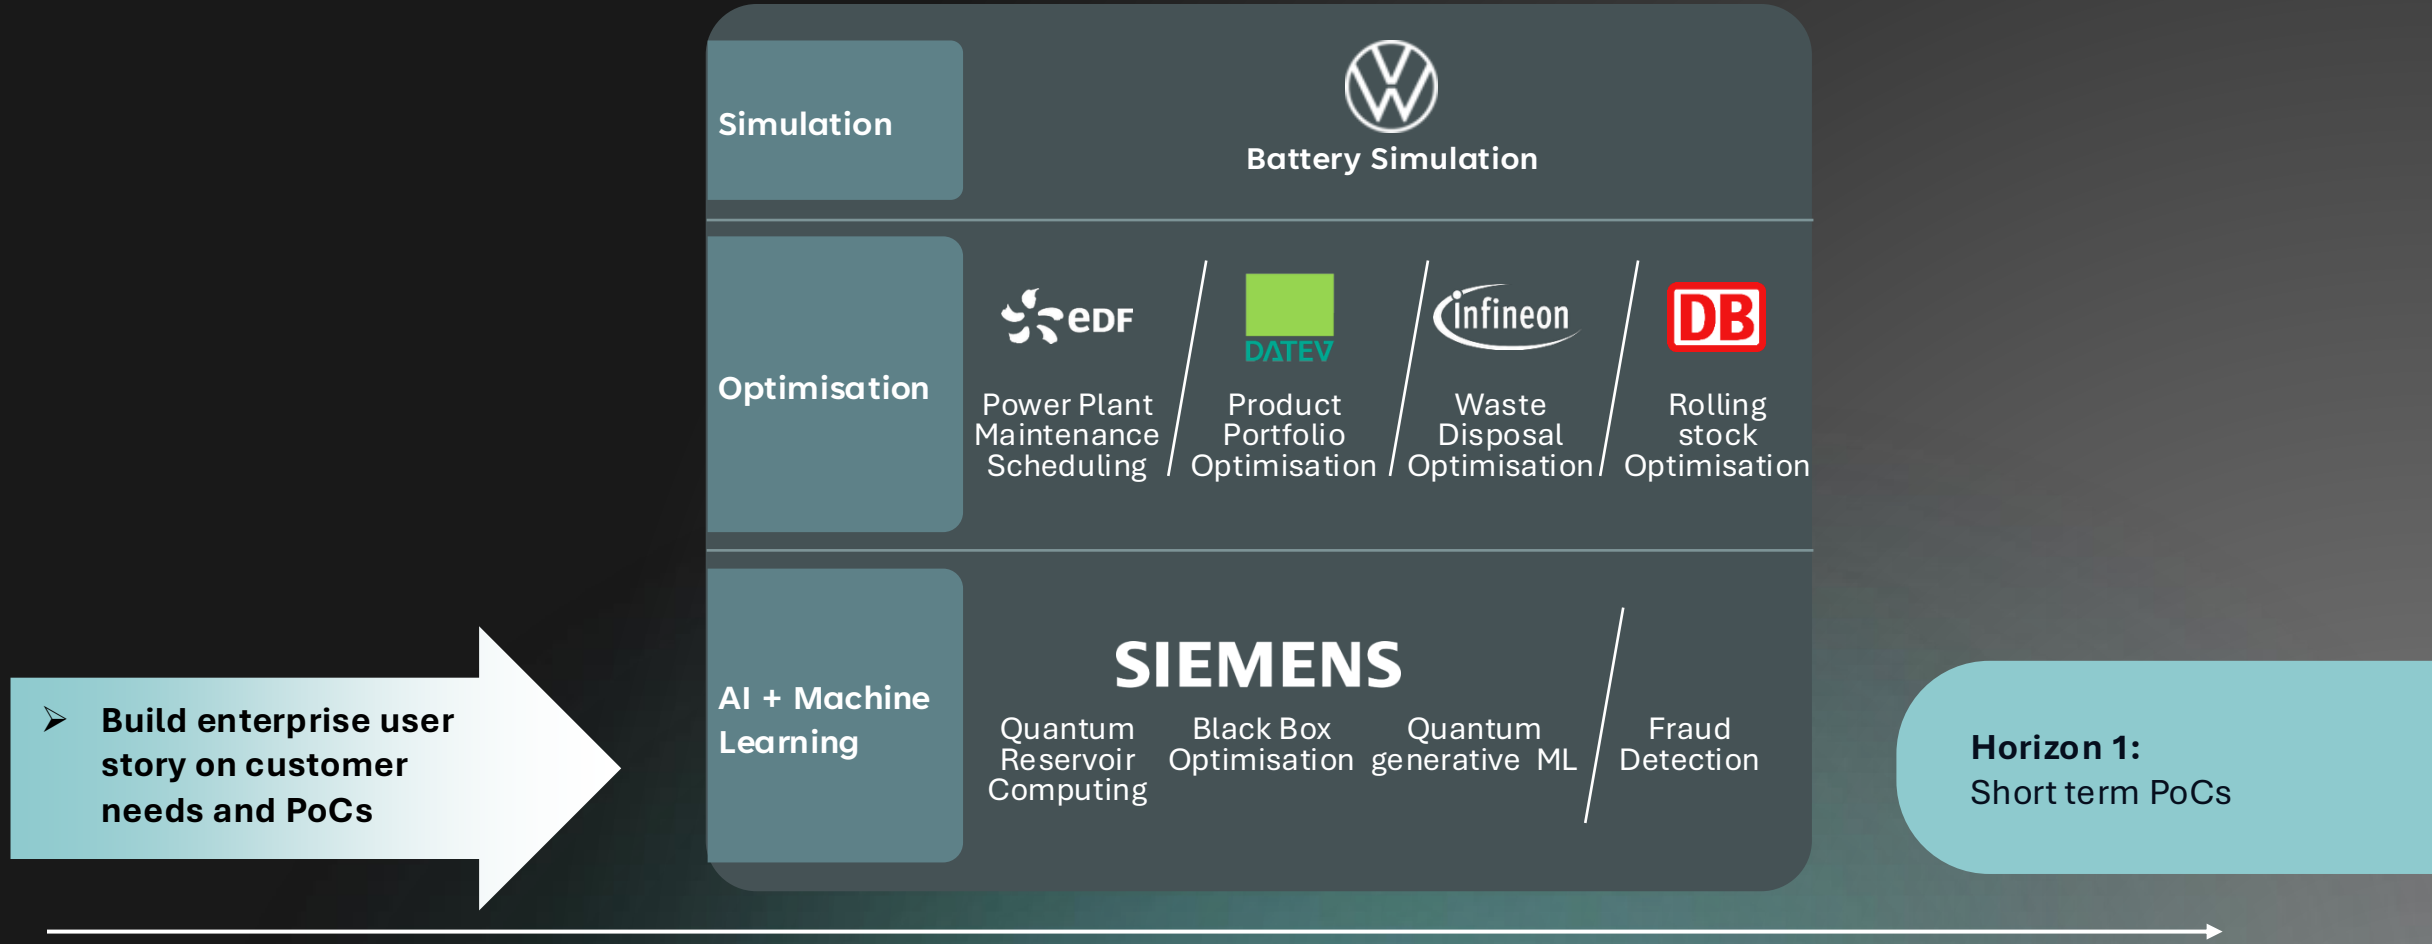 Simulation
Battery Simulation
Optimisation
eDF
Power Plant
Maintenance
Scheduling
DATEV
Product
Portfolio
Optimisation
infineon
Waste
Disposal
Optimisation
DB
Rolling
stock
Optimisation
AI + Machine
Learning
SIEMENS
Quantum
Reservoir
Computing
Black Box
Optimisation
Quantum
generative ML
Fraud
Detection
Build enterprise user
story on customer
needs and PoCs
Horizon 1:
Short term PoCs